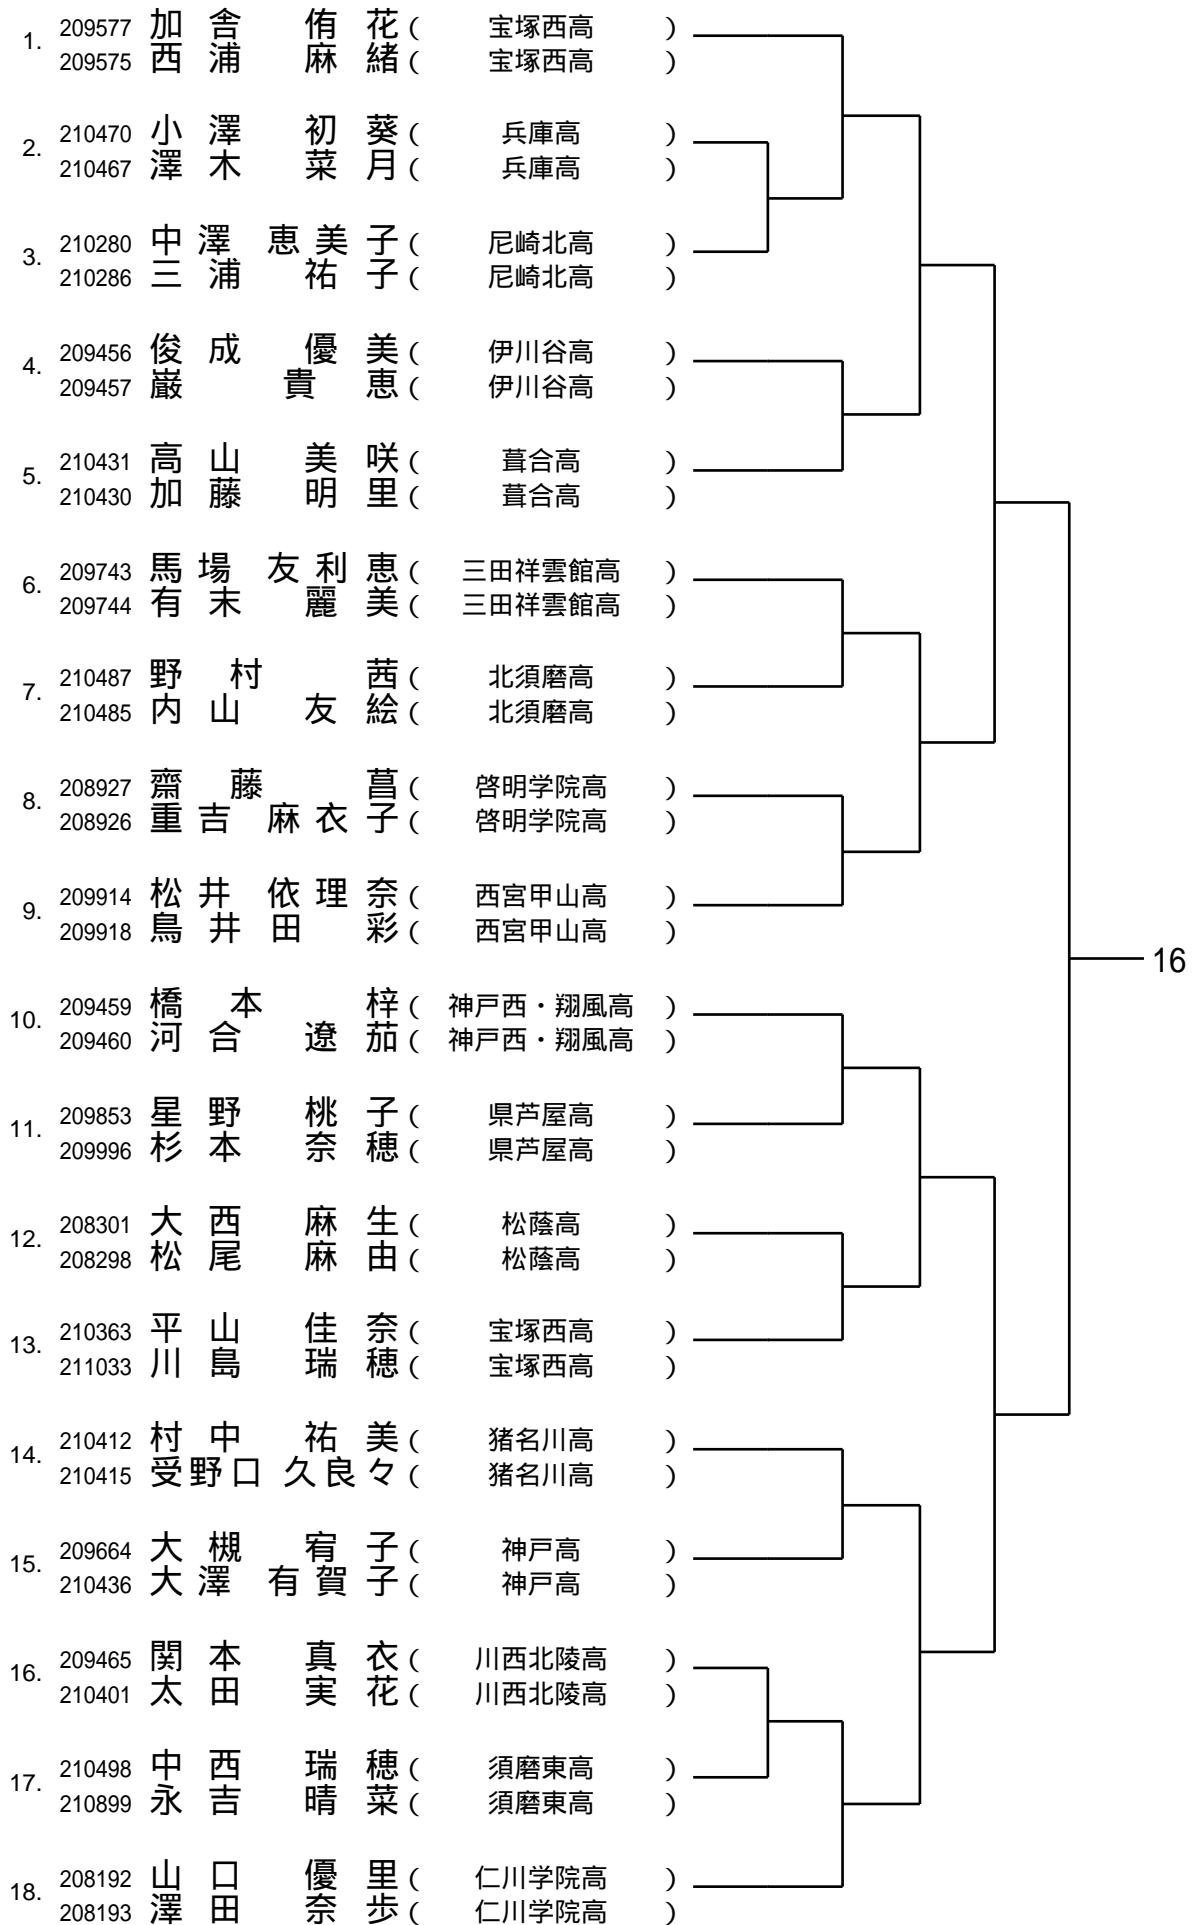 1. 209577 加舎 侑花 ( 宝塚西高 )
209575 西浦 麻緒 ( 宝塚西高 )
2. 210470 小澤 初葵 ( 兵庫高 )
210467 澤木 菜月 ( 兵庫高 )
3. 210280 中澤 恵美子 ( 尼崎北高 )
210286 三浦 祐子 ( 尼崎北高 )
4. 209456 俊成 優美 ( 伊川谷高 )
209457 巌 貴恵 ( 伊川谷高 )
5. 210431 高山 美咲 ( 葺合高 )
210430 加藤 明里 ( 葺合高 )
6. 209743 馬場 友利恵 ( 三田祥雲館高 )
209744 有末 麗美 ( 三田祥雲館高 )
7. 210487 野村 茜 ( 北須磨高 )
210485 内山 友絵 ( 北須磨高 )
8. 208927 齋藤 菖 ( 啓明学院高 )
208926 重吉 麻衣子 ( 啓明学院高 )
9. 209914 松井 依理奈 ( 西宮甲山高 )
209918 鳥井田 彩 ( 西宮甲山高 )
16
10. 209459 橋本 梓 ( 神戸西・翔風高 )
209460 河合 遼茄 ( 神戸西・翔風高 )
11. 209853 星野 桃子 ( 県芦屋高 )
209996 杉本 奈穂 ( 県芦屋高 )
12. 208301 大西 麻生 ( 松蔭高 )
208298 松尾 麻由 ( 松蔭高 )
13. 210363 平山 佳奈 ( 宝塚西高 )
211033 川島 瑞穂 ( 宝塚西高 )
14. 210412 村中 祐美 ( 猪名川高 )
210415 受野口 久良々 ( 猪名川高 )
15. 209664 大槻 宥子 ( 神戸高 )
210436 大澤 有賀子 ( 神戸高 )
16. 209465 関本 真衣 ( 川西北陵高 )
210401 太田 実花 ( 川西北陵高 )
17. 210498 中西 瑞穂 ( 須磨東高 )
210899 永吉 晴菜 ( 須磨東高 )
18. 208192 山口 優里 ( 仁川学院高 )
208193 澤田 奈歩 ( 仁川学院高 )